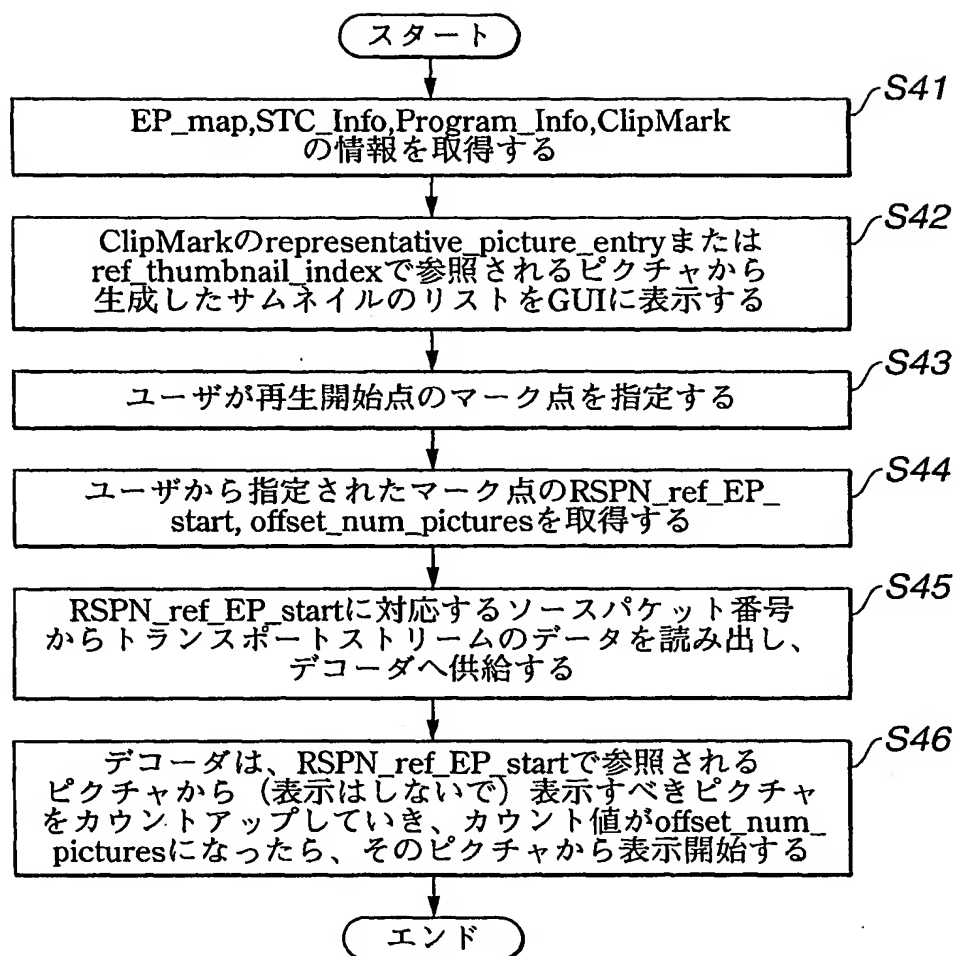 スタート
S41
EP_map,STC_Info,Program_Info,ClipMark
の情報を取得する
S42
ClipMarkのrepresentative_picture_entryまたは
ref_thumbnail_indexで参照されるピクチャから
生成したサムネイルのリストをGUIに表示する
S43
ユーザが再生開始点のマーク点を指定する
S44
ユーザから指定されたマーク点のRSPN_ref_EP_
start, offset_num_picturesを取得する
S45
RSPN_ref_EP_startに対応するソースパケット番号
からトランスポートストリームのデータを読み出し、
デコーダへ供給する
S46
デコーダは、RSPN_ref_EP_startで参照される
ピクチャから（表示はしないで）表示すべきピクチャ
をカウントアップしていき、カウント値がoffset_num_
picturesになったら、そのピクチャから表示開始する
エンド